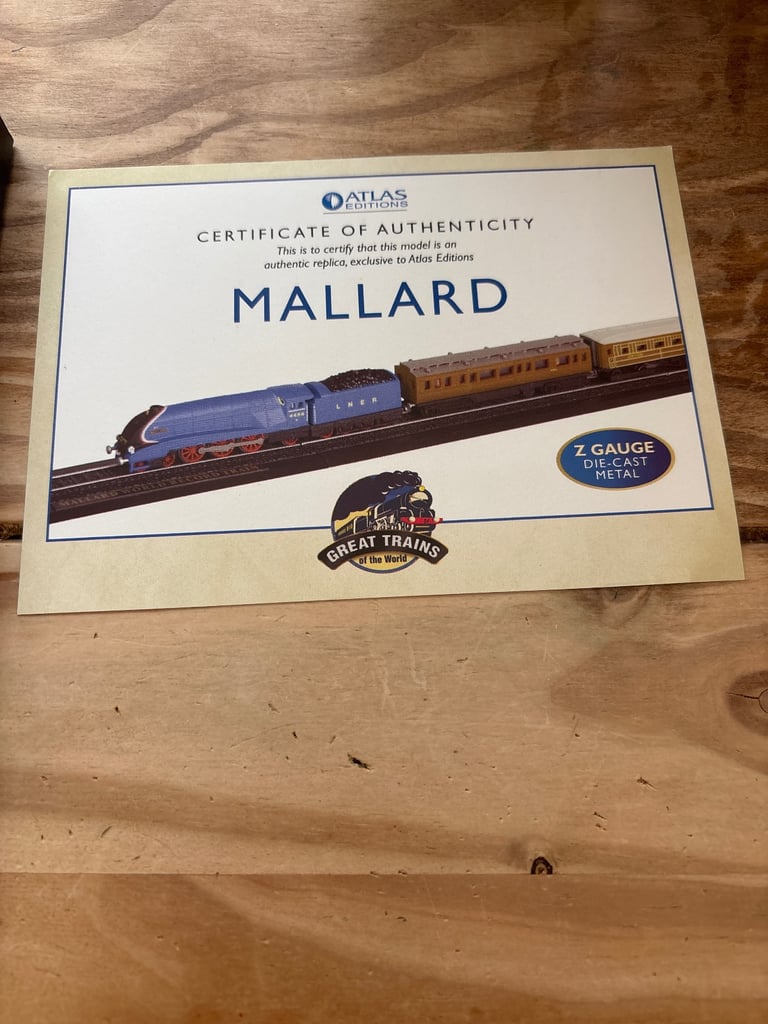 ATLAS
EDITIONS
CERTIFICATE OF AUTHENTICITY
This is to certify that this model is an
authentic replica, exclusive to Atlas Editions
MALLARD
4468
L N E R
Z GAUGE
DIE-CAST
METAL
GREAT TRAINS
of the World